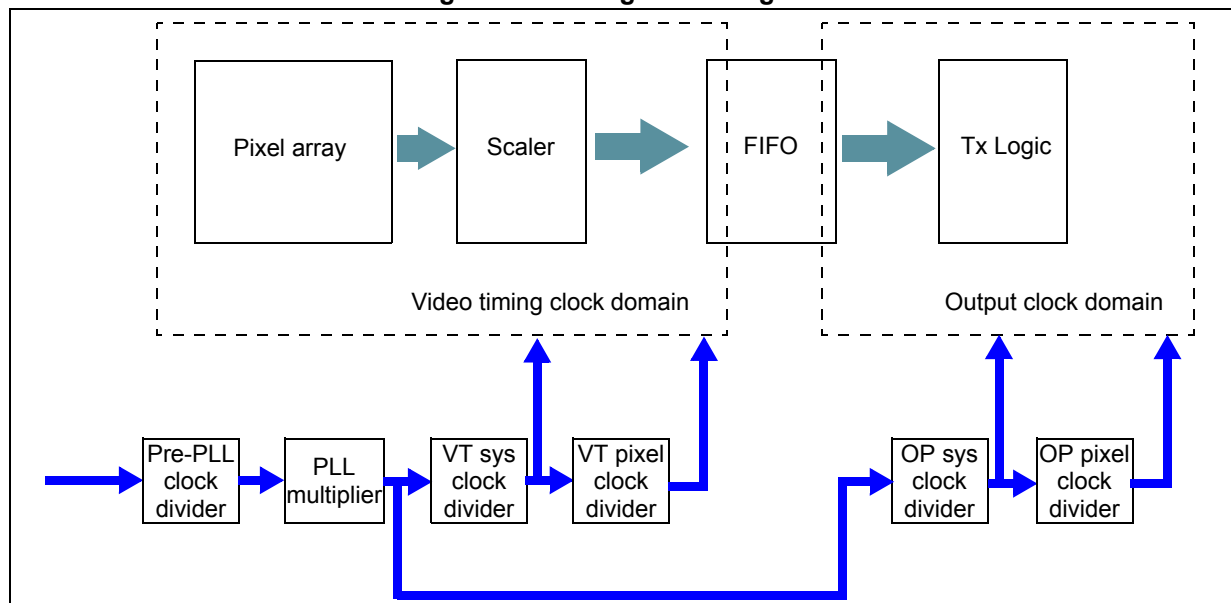 Pixel array
Scaler
FIFO
Tx Logic
Video timing clock domain
Output clock domain
Pre-PLL
clock
divider
PLL
multiplier
VT sys
clock
divider
VT pixel
clock
divider
OP sys
clock
divider
OP pixel
clock
divider